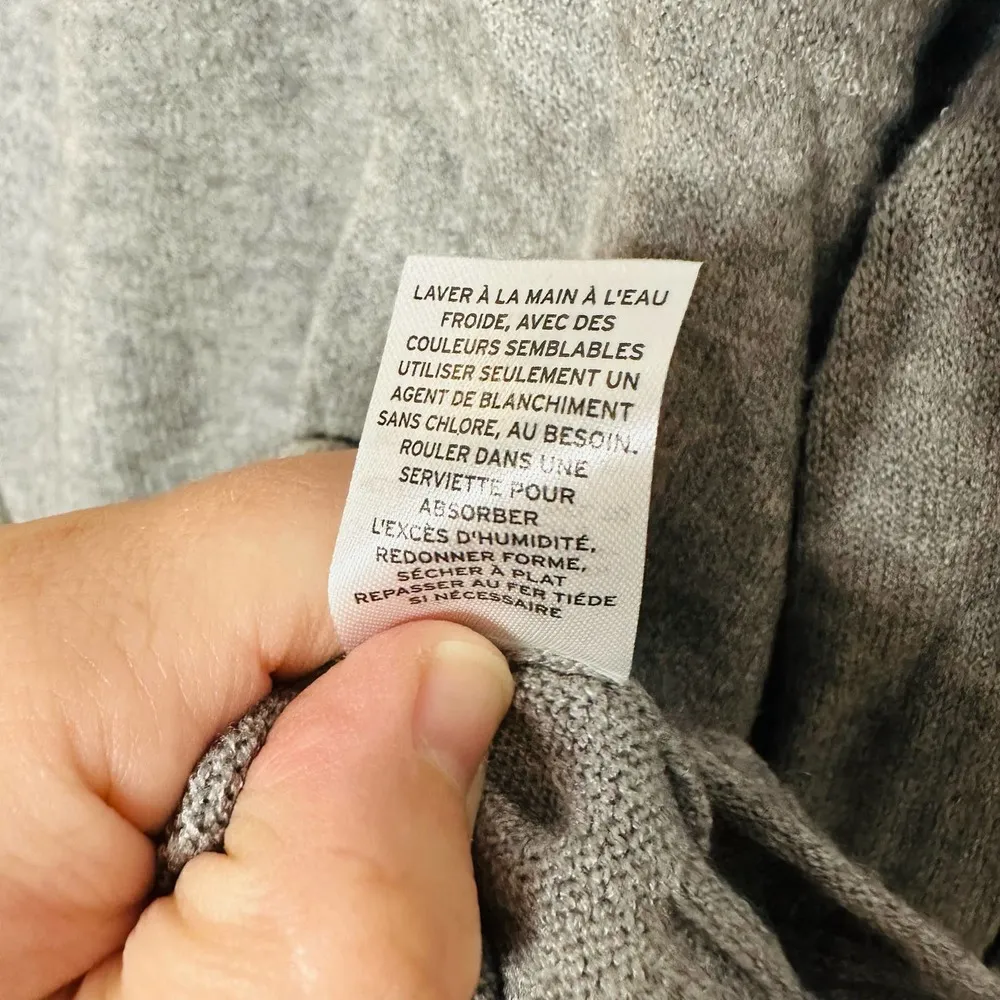 LAVER À LA MAIN À L'EAU
FROIDE, AVEC DES
COULEURS SEMBLABLES
UTILISER SEULEMENT UN
AGENT DE BLANCHIMENT
SANS CHLORE, AU BESOIN.
ROULER DANS UNE
SERVIETTE POUR
ABSORBER
L'EXCÈS D'HUMIDITÉ,
REDONNER FORME,
SÉCHER À PLAT
REPASSER AU FER TIÉDE
SI NÉCESSAIRE